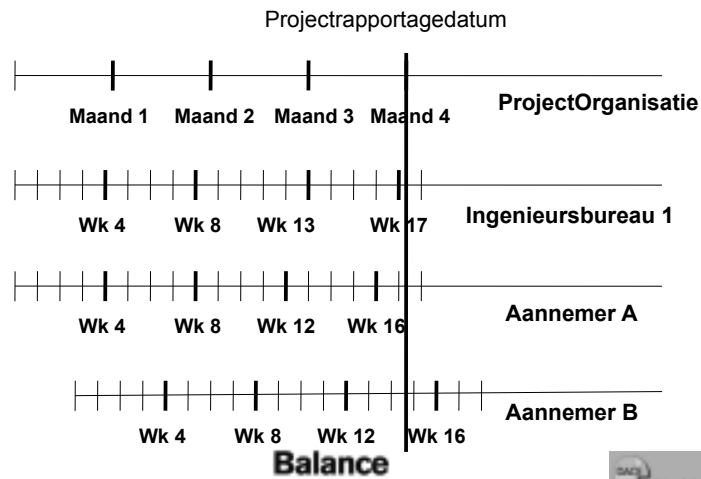 Projectrapportagedatum
Maand 1 Maand 2 Maand 3 Maand 4
ProjectOrganisatie
Wk 4 Wk 8 Wk 13 Wk 17
Ingenieursbureau 1
Wk 4 Wk 8 Wk 12 Wk 16
Aannemer A
Wk 4 Wk 8 Wk 12 Wk 16
Aannemer B
Balance
DACE